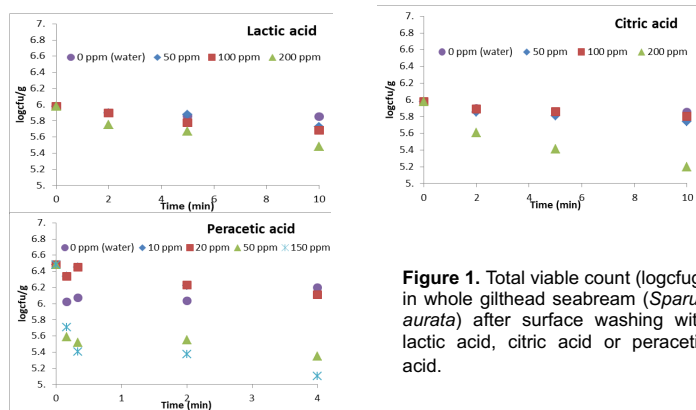 Lactic acid
7.
6.8
6.6
6.4
6.2
6.
5.8
5.6
5.4
5.2
5.
logcfu/g
0 ppm (water) 50 ppm 100 ppm 200 ppm
0 2 4 6 8 10
Time (min)
Citric acid
7.
6.8
6.6
6.4
6.2
6.
5.8
5.6
5.4
5.2
5.
logcfu/g
0 ppm (water) 50 ppm 100 ppm 200 ppm
0 2 4 6 8 10
Time (min)
Peracetic acid
7.
6.8
6.6
6.4
6.2
6.
5.8
5.6
5.4
5.2
5.
logcfu/g
0 ppm (water) 10 ppm 20 ppm 50 ppm 150 ppm
0 1 2 3 4
Time (min)
Figure 1. Total viable count (logcfug
in whole gilthead seabream (Sparu
aurata) after surface washing wit
lactic acid, citric acid or peraceti
acid.